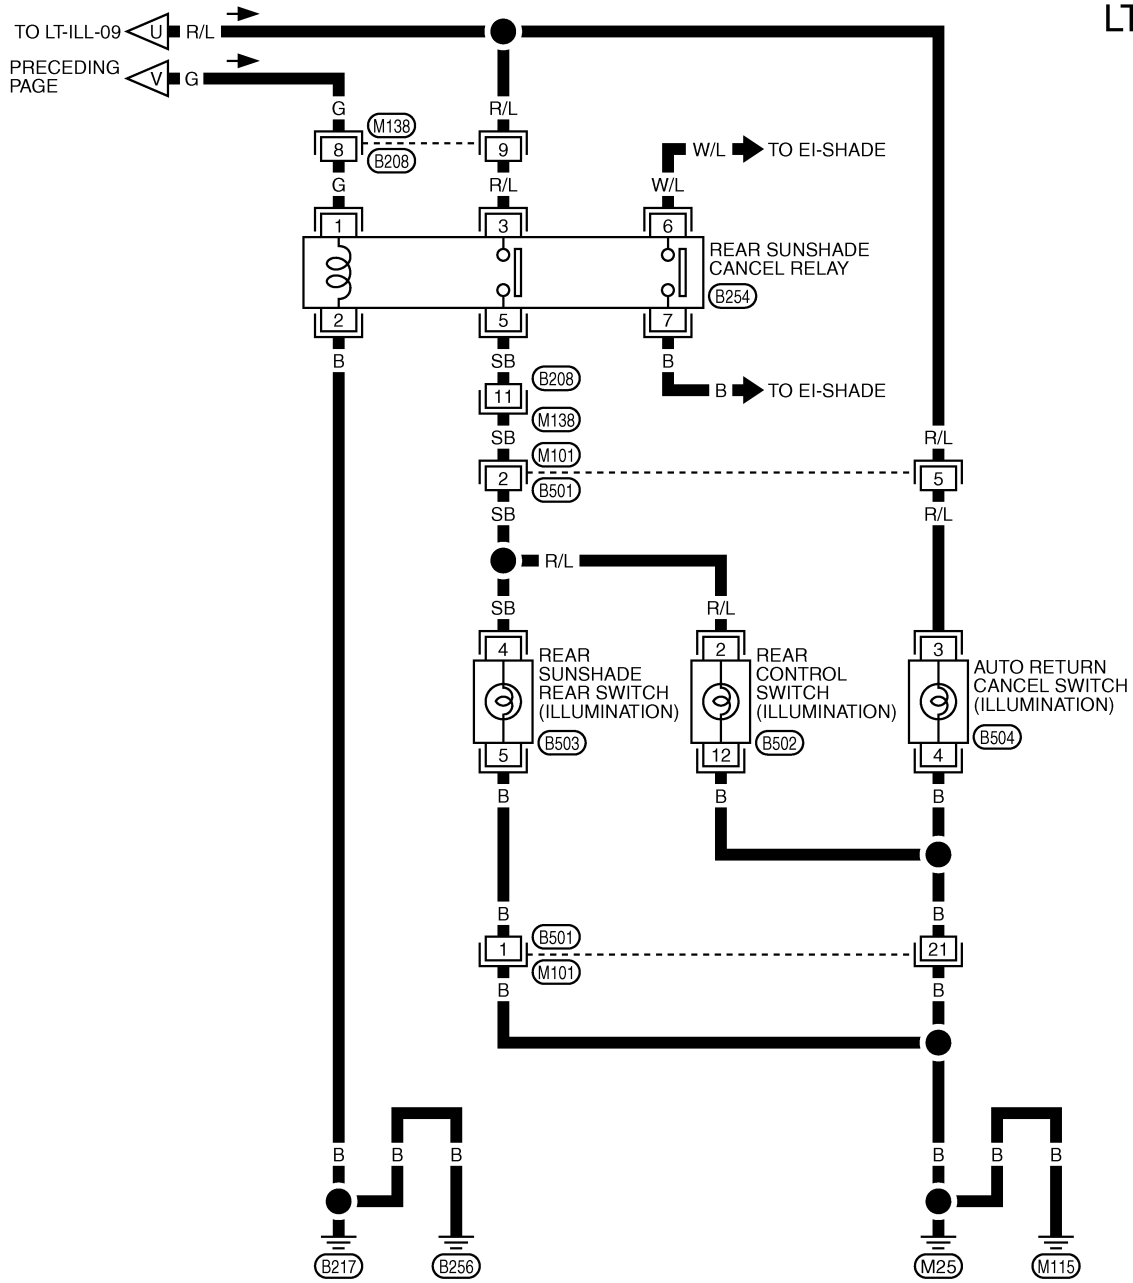 LT
TO LT-ILL-09 U R/L
PRECEDING
PAGE
V G
G
R/L
M138
8
9
B208
W/L TO EI-SHADE
G
R/L
W/L
1
3
6
REAR SUNSHADE
CANCEL RELAY
B254
2
5
7
B
SB
B
B208
B TO EI-SHADE
11
M138
SB
R/L
M101
2
5
B501
SB
R/L
R/L
SB
R/L
4
2
3
REAR
SUNSHADE
REAR SWITCH
(ILLUMINATION)
B503
REAR
CONTROL
SWITCH
(ILLUMINATION)
B502
AUTO RETURN
CANCEL SWITCH
(ILLUMINATION)
B504
5
12
4
B
B
B
B
B
B501
1
21
M101
B
B
B
B
B
B
B
B
B217
B256
M25
M115